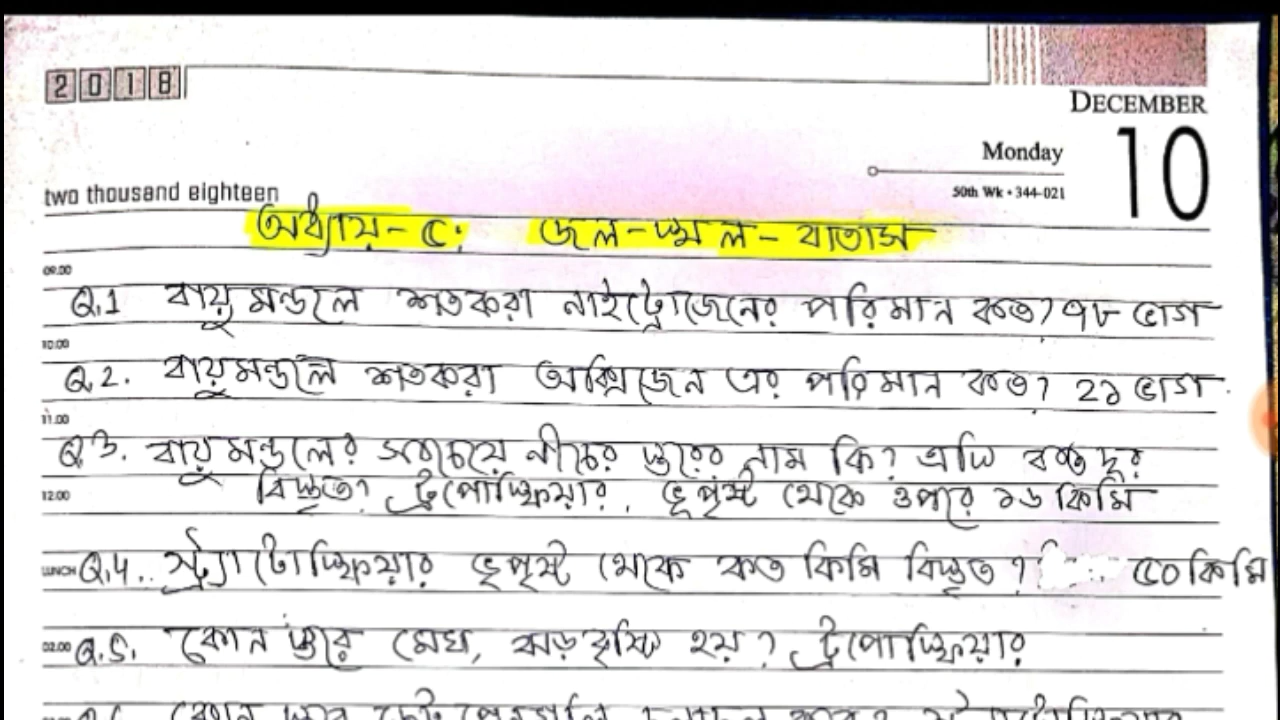 2018
DECEMBER
Monday
10
two thousand eighteen
50th Wk • 344-021
অধ্যায়- ৫: জল-স্থল-বাতাস
09.00
Q.1 বায়ুমন্ডলে শতকরা নাইট্রোজেনের পরিমান কত? ৭৮ ভাগ
10.00
Q.2. বায়ুমন্ডলে শতকরা অক্সিজেন এর পরিমান কত? ২১ ভাগ.
11.00
Q.3. বায়ুমন্ডলের সবচেয়ে নীচের স্তরের নাম কি? এটি কতদূর
12.00
বিস্তৃত? ট্রপোস্ফিয়ার, ভূপৃষ্ট থেকে ওপরে ১৬ কিমি
LUNCH
Q.4. স্ট্র্যাটোস্ফিয়ার ভূপৃষ্ট থেকে কত কিমি বিস্তৃত? ৫০ কিমি
02.00
Q.5. কোন স্তরে মেঘ, ঝড়বৃষ্টি হয়? ট্রপোস্ফিয়ার